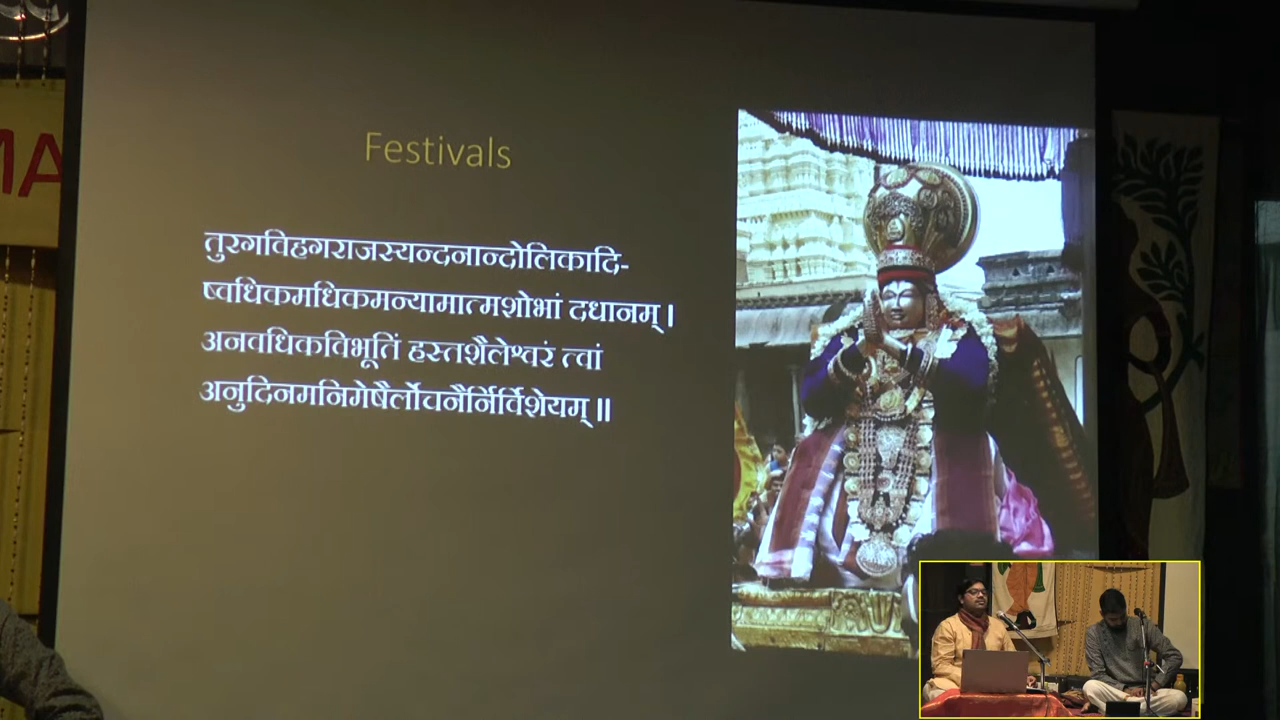 MA
Festivals
तुरगविहगराजस्यन्दनान्दोलिकादि-
ष्वधिकमधिकमन्यामात्मशोभां दधानम् ।
अनवधिकविभूतिं हस्तशैलेश्वरं त्वां
अनुदिनमनिमेषैर्लोचनैर्निर्विशेयम् ॥